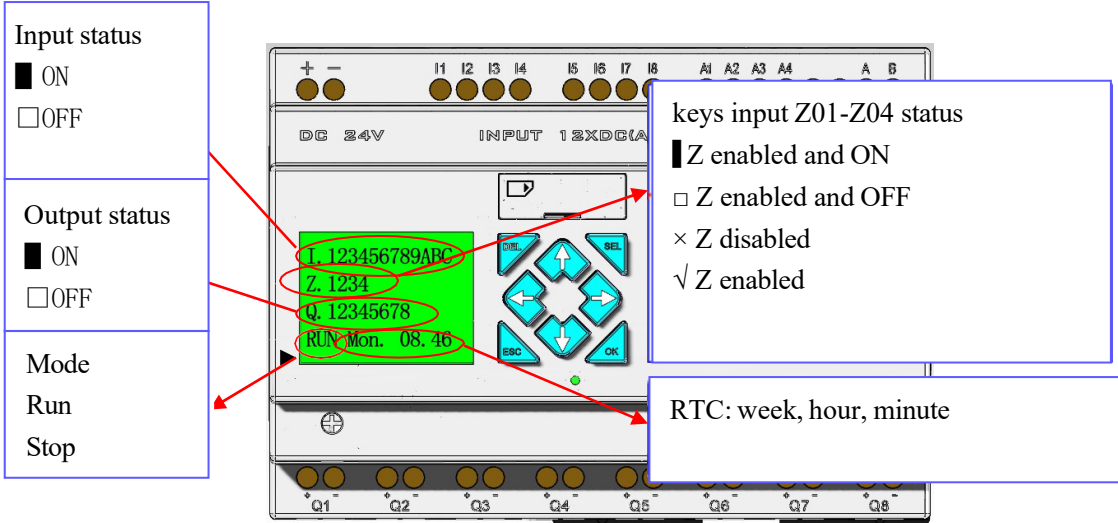 Input status
■ ON
□OFF
Output status
■ ON
□OFF
Mode
Run
Stop
+ − I1 I2 I3 I4 I5 I6 I7 I8 A1 A2 A3 A4 A B
DC 24V INPUT 12XDC(A
keys input Z01-Z04 status
▌Z enabled and ON
□ Z enabled and OFF
× Z disabled
√ Z enabled
I.123456789ABC
Z.1234
Q.12345678
RUN Mon. 08.46
DEL SEL
ESC OK
RTC: week, hour, minute
+ - + - + - + - + - + - + - + -
Q1 Q2 Q3 Q4 Q5 Q6 Q7 Q8